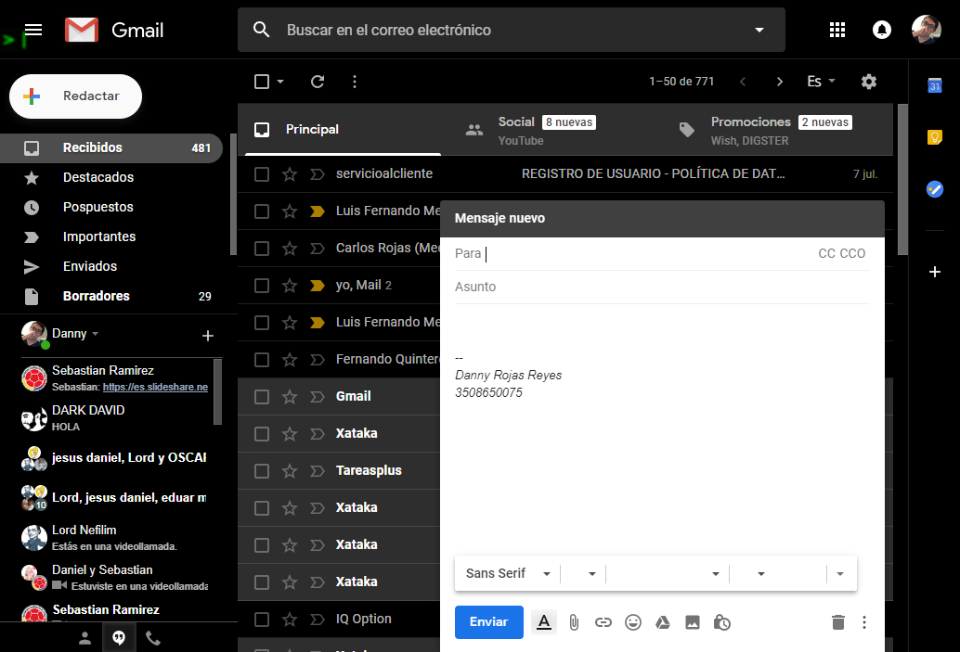 Gmail
Buscar en el correo electrónico
Redactar
1–50 de 771
Es
Recibidos 481
Destacados
Pospuestos
Importantes
Enviados
Borradores 29
Danny
Sebastian Ramirez
Sebastian: https://es.slideshare.ne
DARK DAVID
HOLA
jesus daniel, Lord y OSCAR
Lord, jesus daniel, eduar m
10
Lord Nefilim
Estás en una videollamada.
Daniel y Sebastian
Estuviste en una videollamada
Sebastian Ramirez
Principal
Social 8 nuevas
YouTube
Promociones 2 nuevas
Wish, DIGSTER
servicioalcliente REGISTRO DE USUARIO - POLÍTICA DE DAT... 7 jul.
Luis Fernando Me
Carlos Rojas (Med
yo, Mail 2
Luis Fernando Me
Fernando Quintero
Gmail
Xataka
Tareasplus
Xataka
Xataka
Xataka
IQ Option
Mensaje nuevo
Para CC CCO
Asunto
--
Danny Rojas Reyes
3508650075
Sans Serif
Enviar A
31